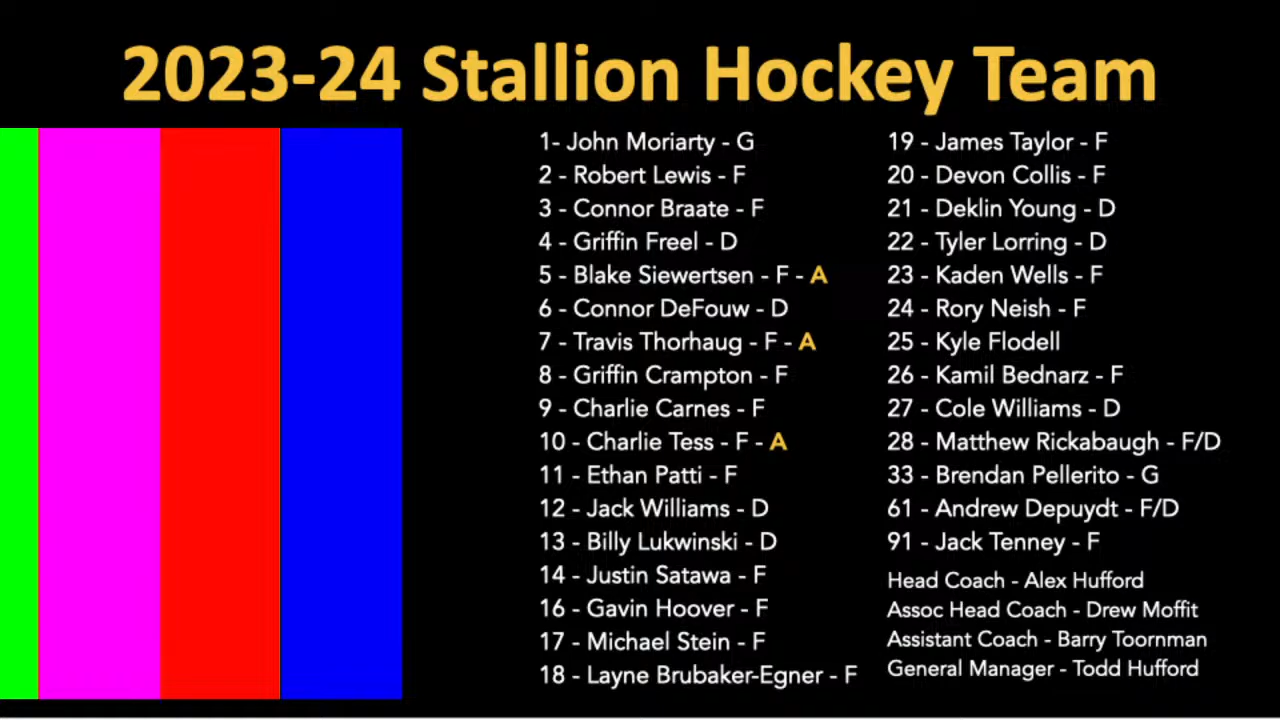 2023-24 Stallion Hockey Team
1- John Moriarty - G
2 - Robert Lewis - F
3 - Connor Braate - F
4 - Griffin Freel - D
5 - Blake Siewertsen - F - A
6 - Connor DeFouw - D
7 - Travis Thorhaug - F - A
8 - Griffin Crampton - F
9 - Charlie Carnes - F
10 - Charlie Tess - F - A
11 - Ethan Patti - F
12 - Jack Williams - D
13 - Billy Lukwinski - D
14 - Justin Satawa - F
16 - Gavin Hoover - F
17 - Michael Stein - F
18 - Layne Brubaker-Egner - F
19 - James Taylor - F
20 - Devon Collis - F
21 - Deklin Young - D
22 - Tyler Lorring - D
23 - Kaden Wells - F
24 - Rory Neish - F
25 - Kyle Flodell
26 - Kamil Bednarz - F
27 - Cole Williams - D
28 - Matthew Rickabaugh - F/D
33 - Brendan Pellerito - G
61 - Andrew Depuydt - F/D
91 - Jack Tenney - F
Head Coach - Alex Hufford
Assoc Head Coach - Drew Moffit
Assistant Coach - Barry Toornman
General Manager - Todd Hufford